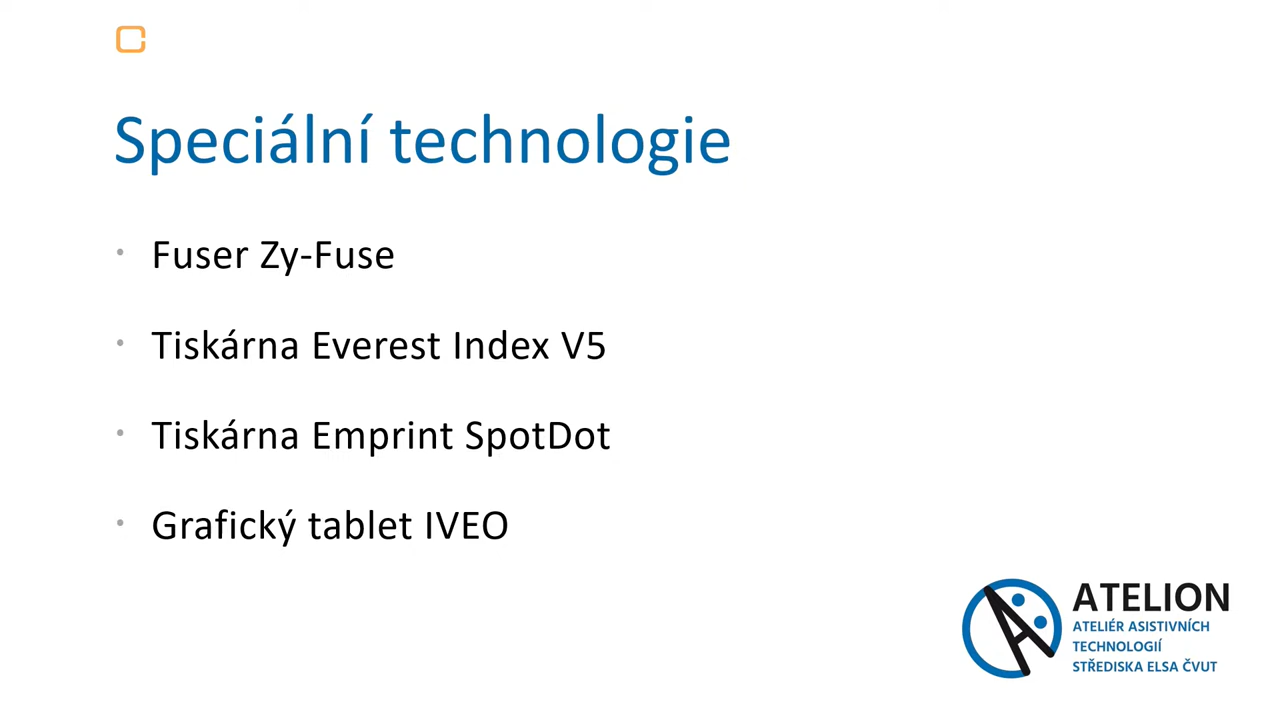 Speciální technologie
• Fuser Zy-Fuse
• Tiskárna Everest Index V5
• Tiskárna Emprint SpotDot
• Grafický tablet IVEO
ATELION
ATELIÉR ASISTIVNÍCH
TECHNOLOGIÍ
STŘEDISKA ELSA ČVUT